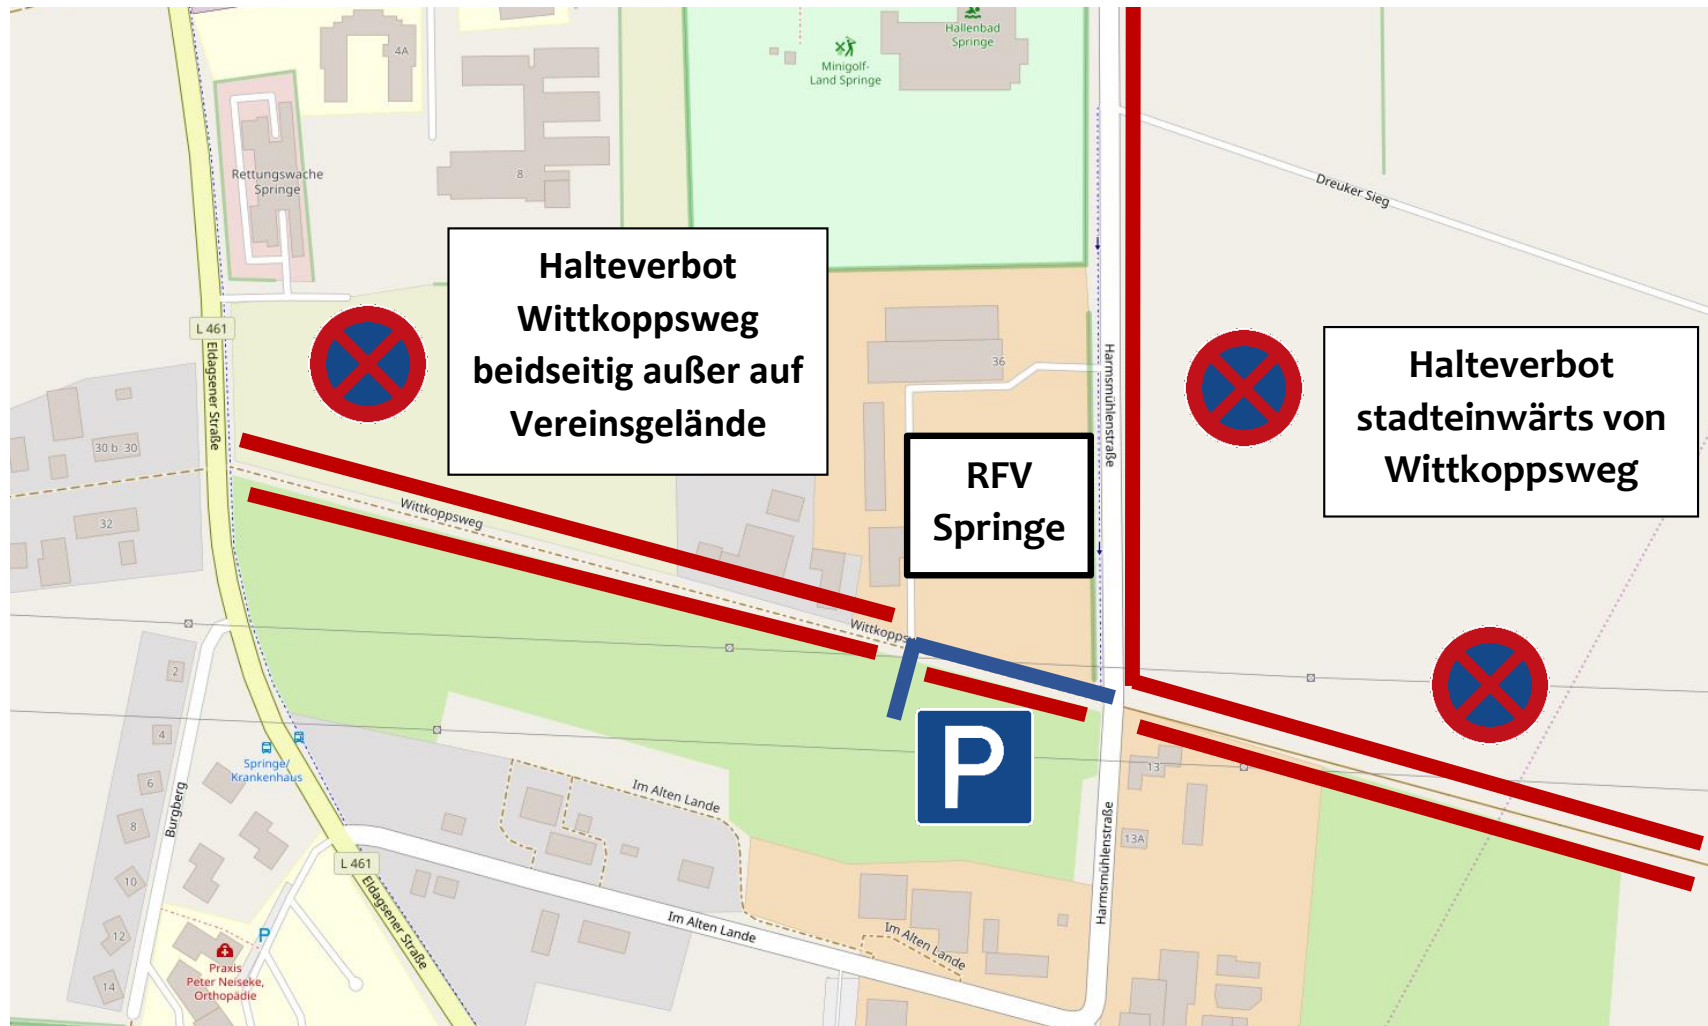 Hallenbad
Springe
Minigolf-
Land Springe
4A
8
Rettungswache
Springe
Dreuker Sieg
Halteverbot
Wittkoppsweg
beidseitig außer auf
Vereinsgelände
L 461
Eldagsener Straße
36
Harmsmühlenstraße
Halteverbot
stadteinwärts von
Wittkoppsweg
30 b 30
32
Wittkoppsweg
RFV
Springe
Wittkopps
2
4
6
8
10
12
14
Burgberg
Springe/
Krankenhaus
Im Alten Lande
P
13
13A
Harmsmühlenstraße
L 461
Eldagsener Straße
Im Alten Lande
Im Alten Lande
P
Praxis
Peter Neiseke,
Orthopädie